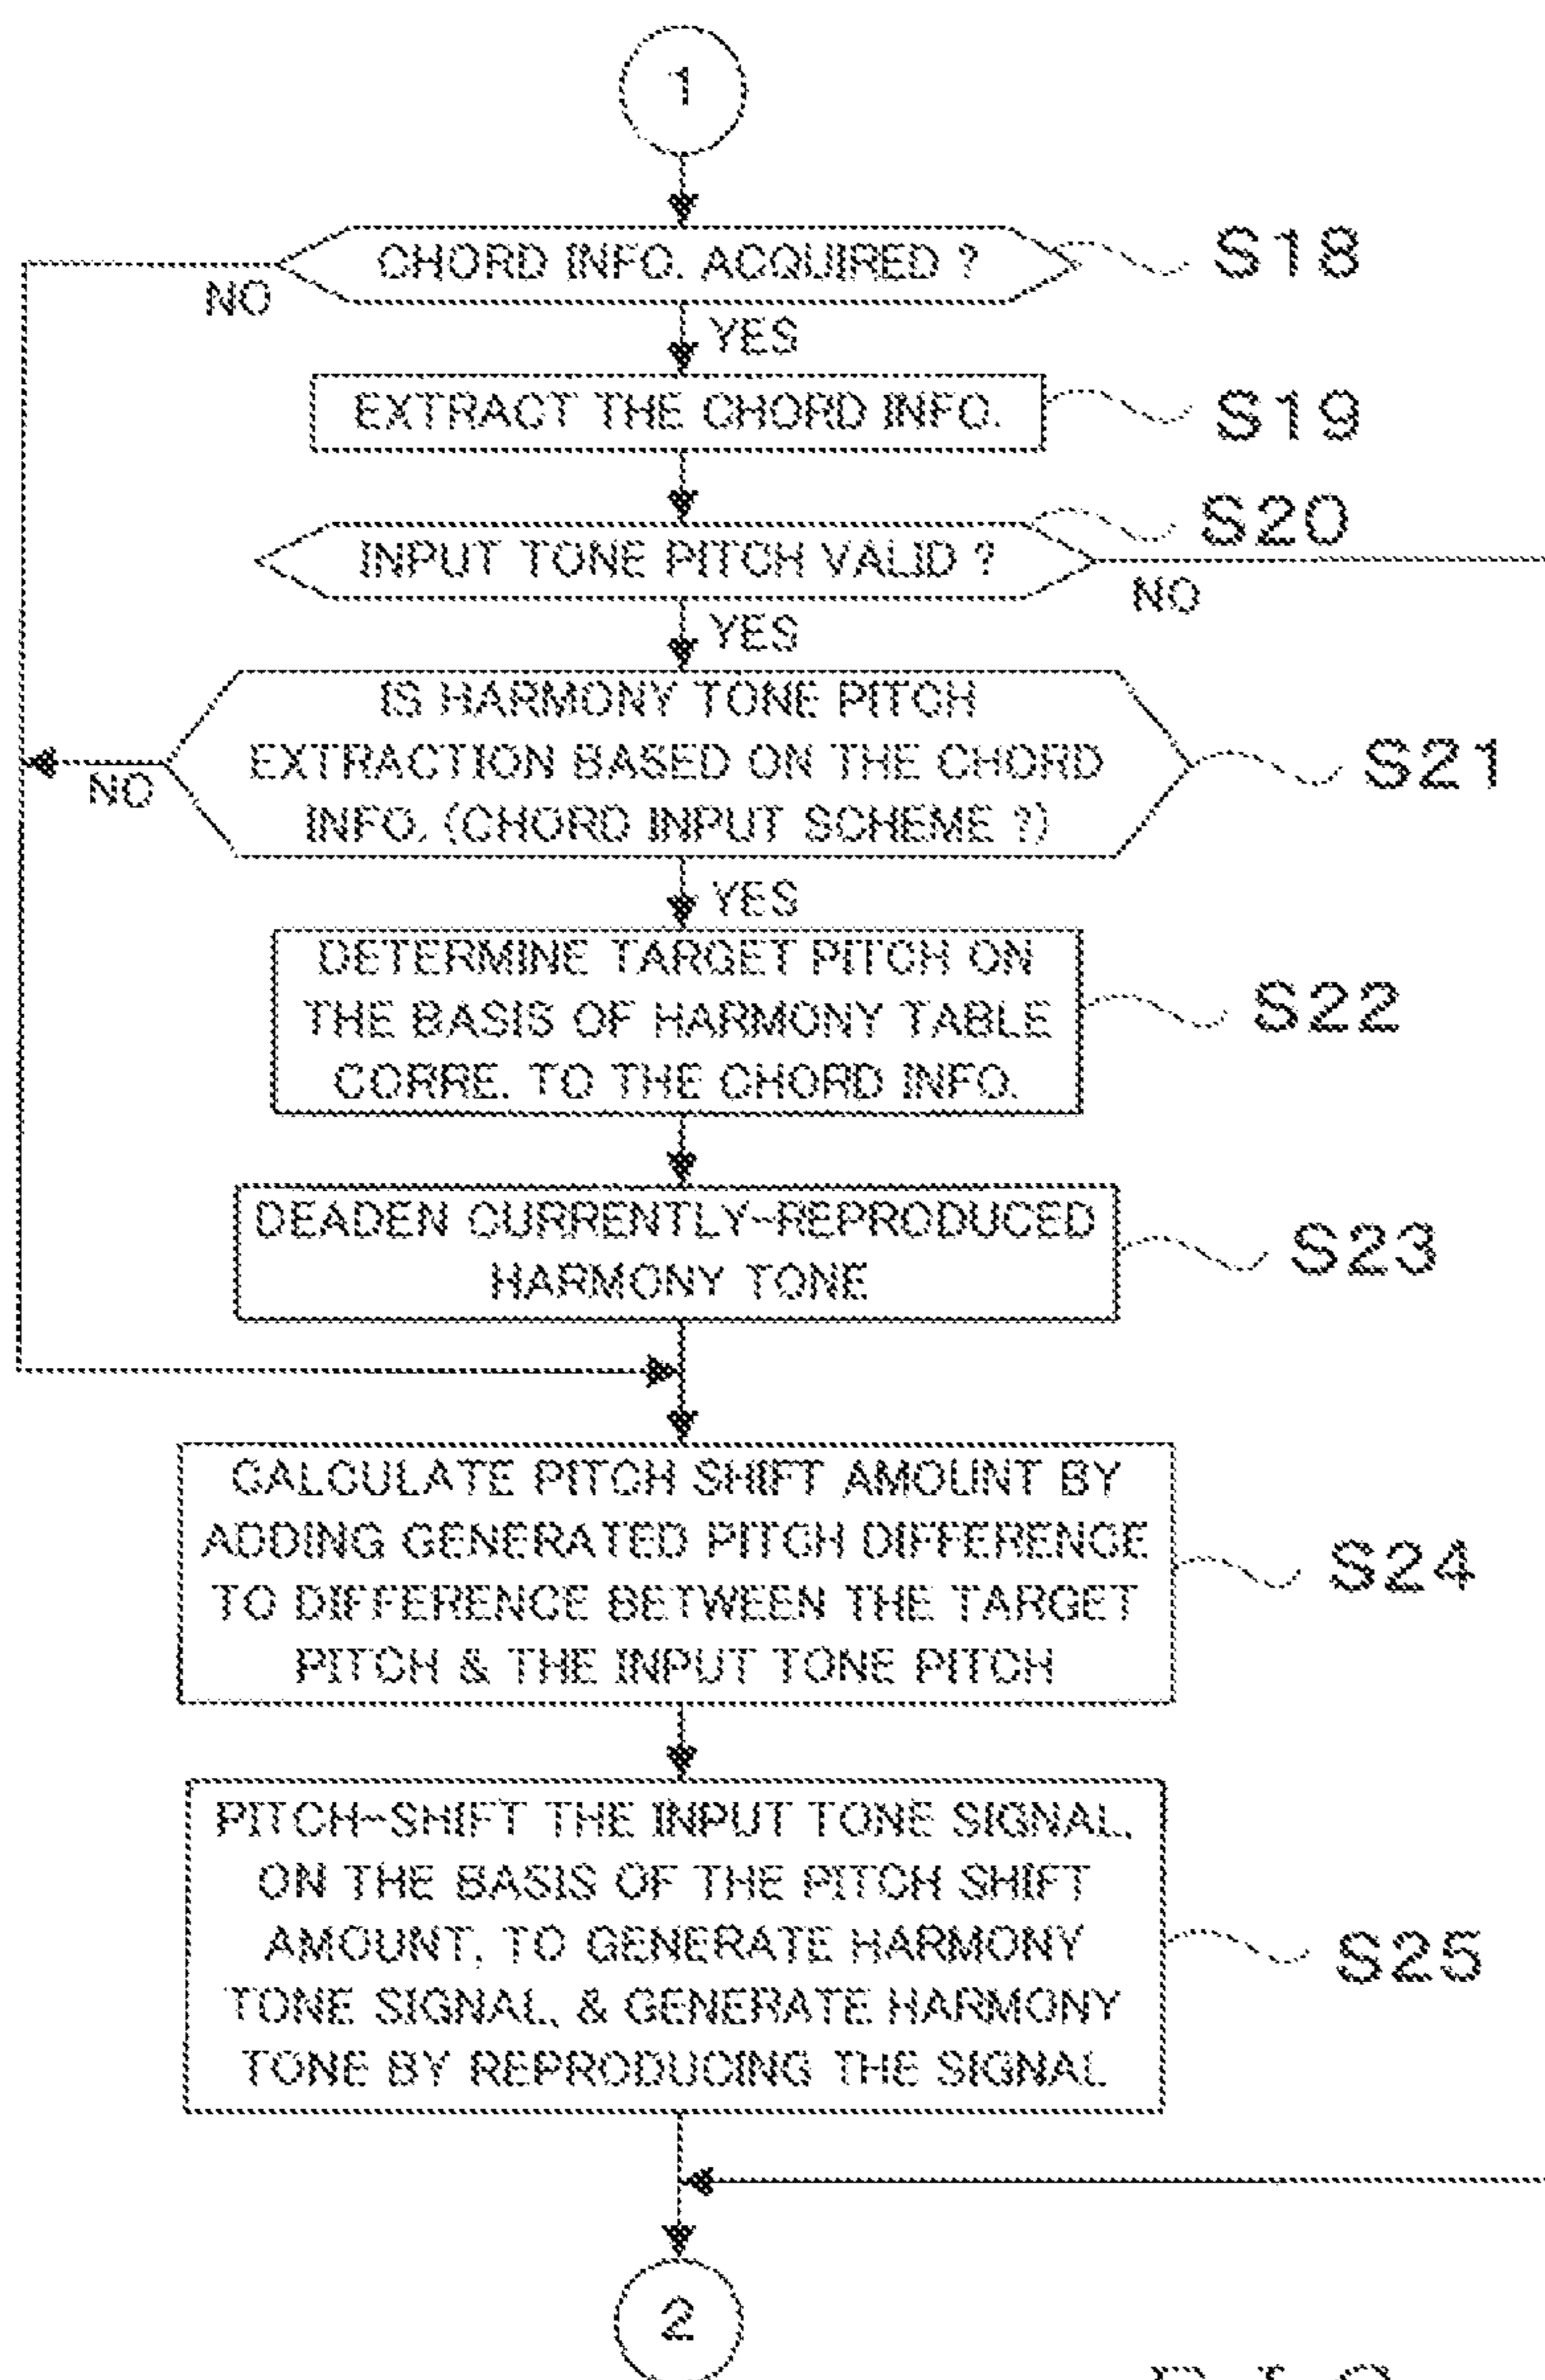 1
CHORD INFO. ACQUIRED ?
S18
NO
YES
EXTRACT THE CHORD INFO.
S19
S20
INPUT TONE PITCH VALID ?
NO
YES
IS HARMONY TONE PITCH
EXTRACTION BASED ON THE CHORD
INFO. (CHORD INPUT SCHEME ?)
S21
NO
YES
DETERMINE TARGET PITCH ON
THE BASIS OF HARMONY TABLE
CORRE. TO THE CHORD INFO.
S22
DEADEN CURRENTLY-REPRODUCED
HARMONY TONE
S23
CALCULATE PITCH SHIFT AMOUNT BY
ADDING GENERATED PITCH DIFFERENCE
TO DIFFERENCE BETWEEN THE TARGET
PITCH & THE INPUT TONE PITCH
S24
PITCH-SHIFT THE INPUT TONE SIGNAL,
ON THE BASIS OF THE PITCH SHIFT
AMOUNT, TO GENERATE HARMONY
TONE SIGNAL, & GENERATE HARMONY
TONE BY REPRODUCING THE SIGNAL
S25
2